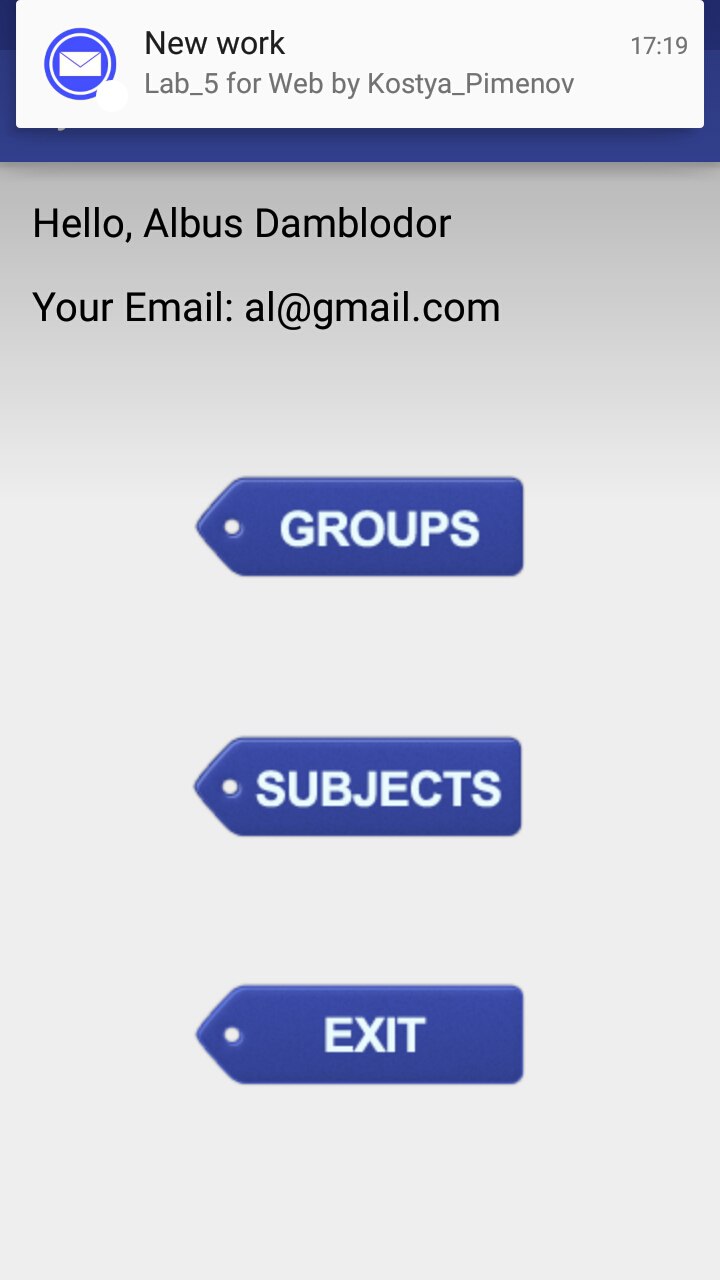 New work
17:19
Lab_5 for Web by Kostya_Pimenov
Hello, Albus Damblodor
Your Email: al@gmail.com
GROUPS
SUBJECTS
EXIT